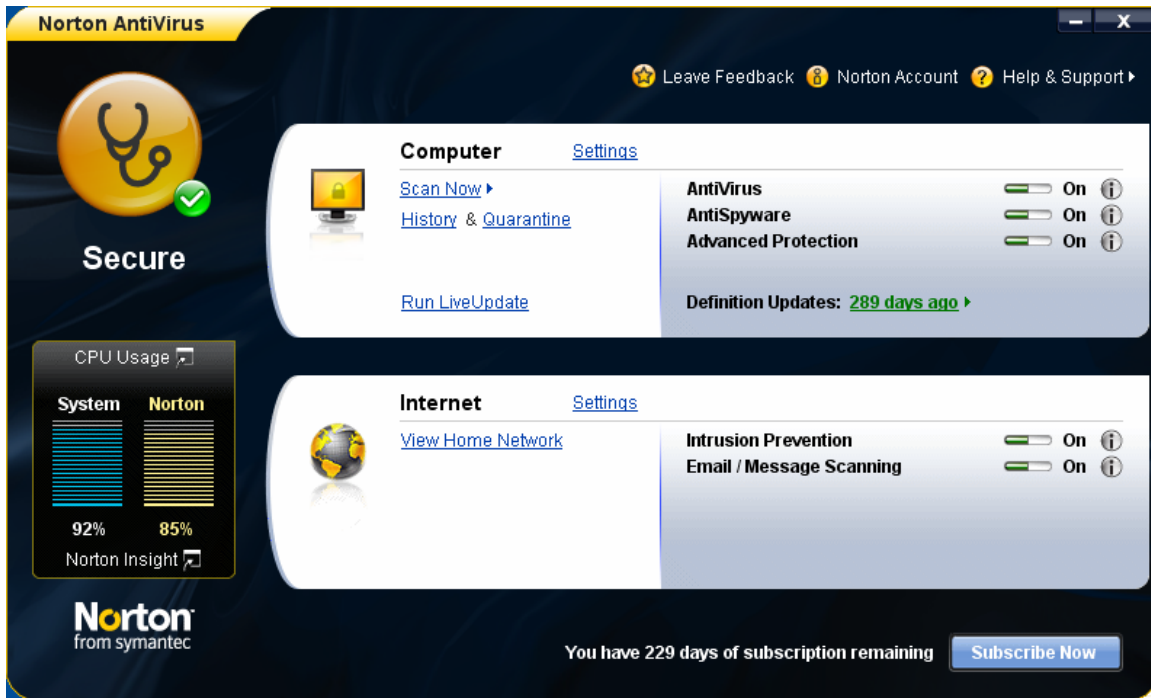 Norton AntiVirus
Leave Feedback
Norton Account
Help & Support
Secure
Computer
Settings
Scan Now
History & Quarantine
Run LiveUpdate
AntiVirus On
AntiSpyware On
Advanced Protection On
Definition Updates: 289 days ago
CPU Usage
System Norton
92% 85%
Norton Insight
Internet
Settings
View Home Network
Intrusion Prevention On
Email / Message Scanning On
Norton
from symantec
You have 229 days of subscription remaining
Subscribe Now